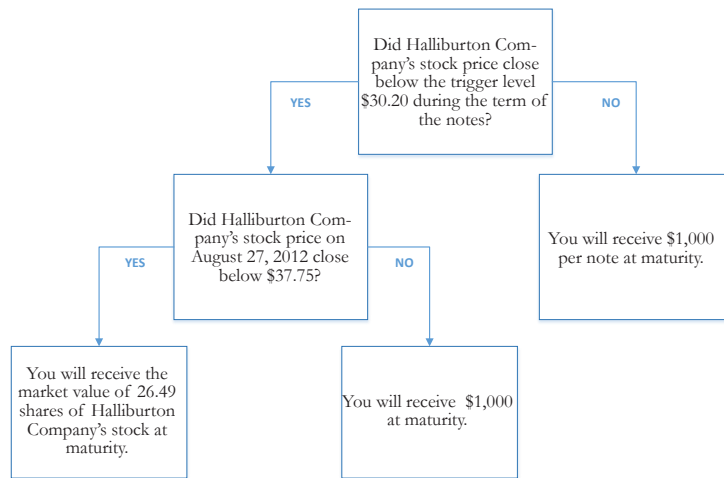 Did Halliburton Com-
pany's stock price close
below the trigger level
$30.20 during the term of
the notes?
YES
NO
Did Halliburton Com-
pany's stock price on
August 27, 2012 close
below $37.75?
You will receive $1,000
per note at maturity.
YES
NO
You will receive the
market value of 26.49
shares of Halliburton
Company's stock at
maturity.
You will receive $1,000
at maturity.